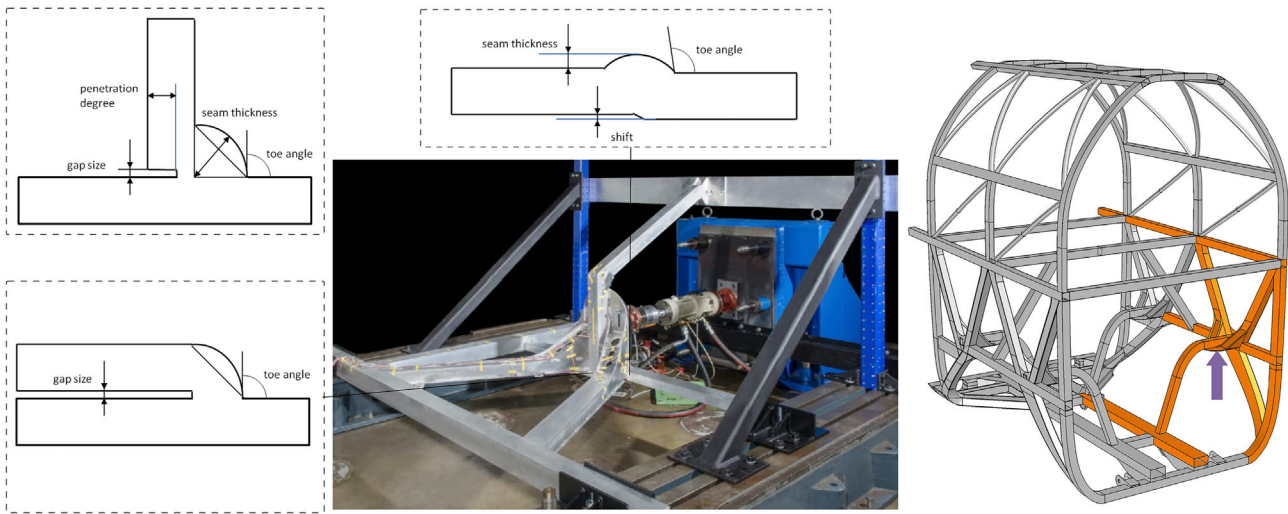 penetration
degree
seam thickness
gap size
toe angle
seam thickness
toe angle
shift
gap size
toe angle